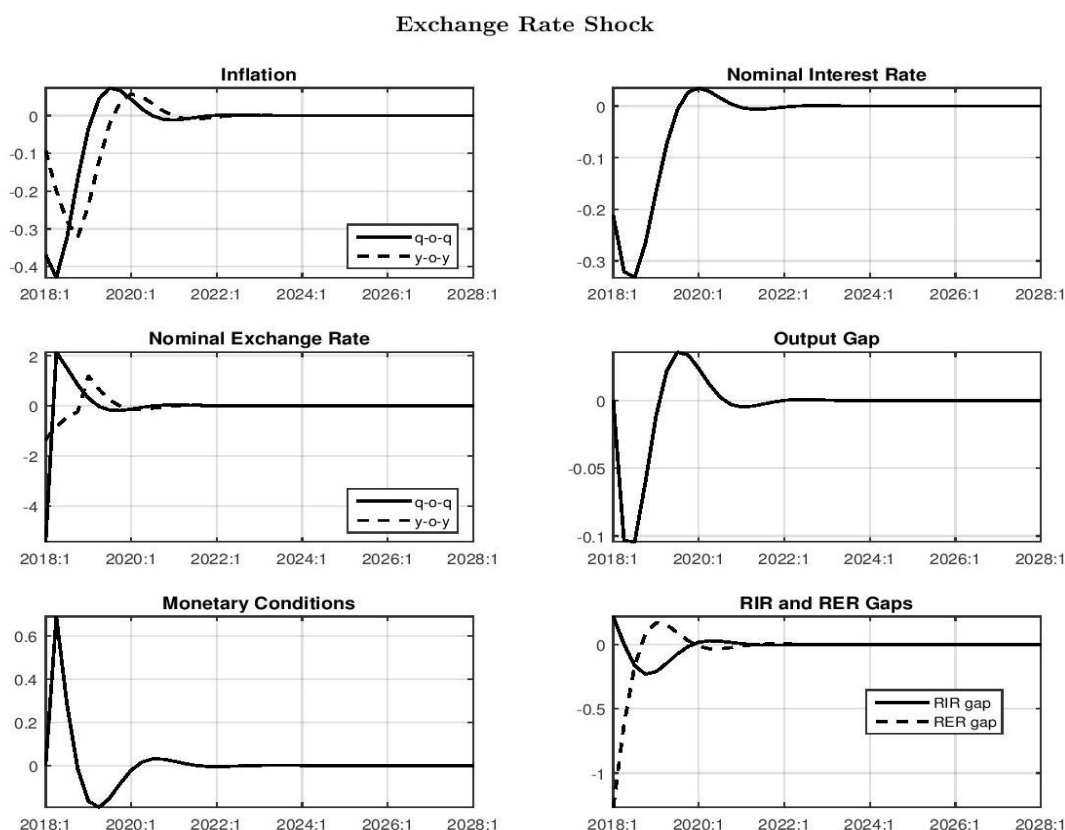 Exchange Rate Shock
Inflation
0
-0.1
-0.2
-0.3
-0.4
q-o-q
y-o-y
2018:1 2020:1 2022:1 2024:1 2026:1 2028:1
Nominal Interest Rate
0
-0.1
-0.2
-0.3
2018:1 2020:1 2022:1 2024:1 2026:1 2028:1
Nominal Exchange Rate
2
0
-2
-4
q-o-q
y-o-y
2018:1 2020:1 2022:1 2024:1 2026:1 2028:1
Output Gap
0
-0.05
-0.1
2018:1 2020:1 2022:1 2024:1 2026:1 2028:1
Monetary Conditions
0.6
0.4
0.2
0
2018:1 2020:1 2022:1 2024:1 2026:1 2028:1
RIR and RER Gaps
0
-0.5
-1
RIR gap
RER gap
2018:1 2020:1 2022:1 2024:1 2026:1 2028:1